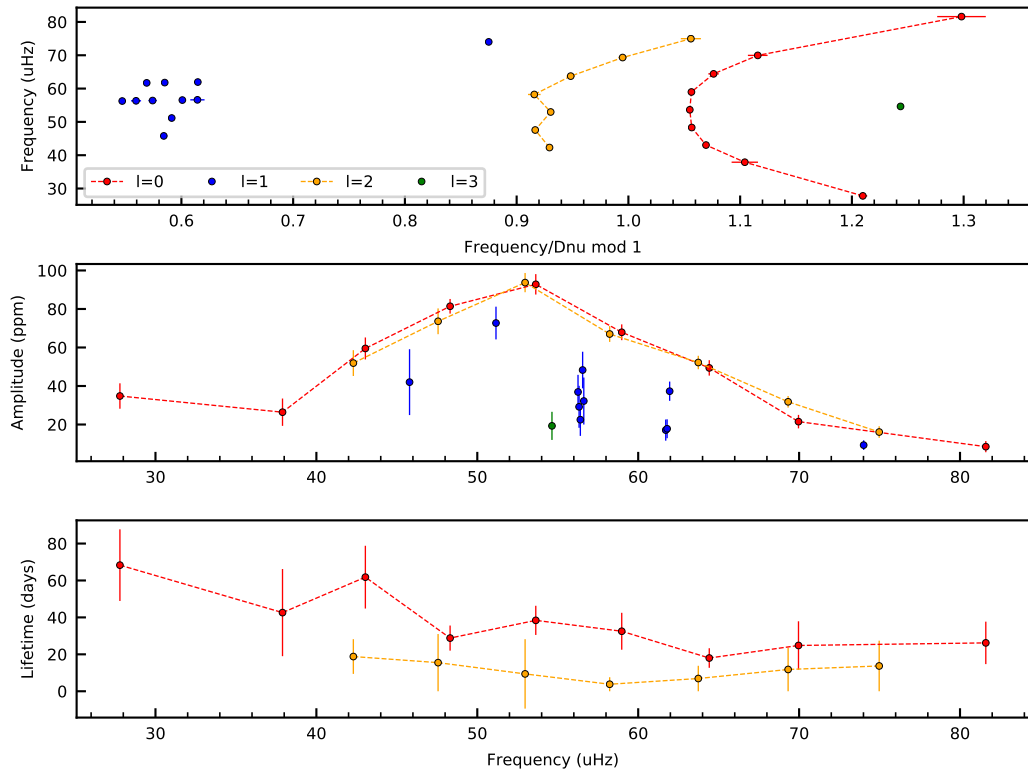 Frequency (uHz)
80
70
60
50
40
30
l=0 l=1 l=2 l=3
0.6 0.7 0.8 0.9 1.0 1.1 1.2 1.3
Frequency/Dnu mod 1
Amplitude (ppm)
100
80
60
40
20
30 40 50 60 70 80
Lifetime (days)
80
60
40
20
0
30 40 50 60 70 80
Frequency (uHz)